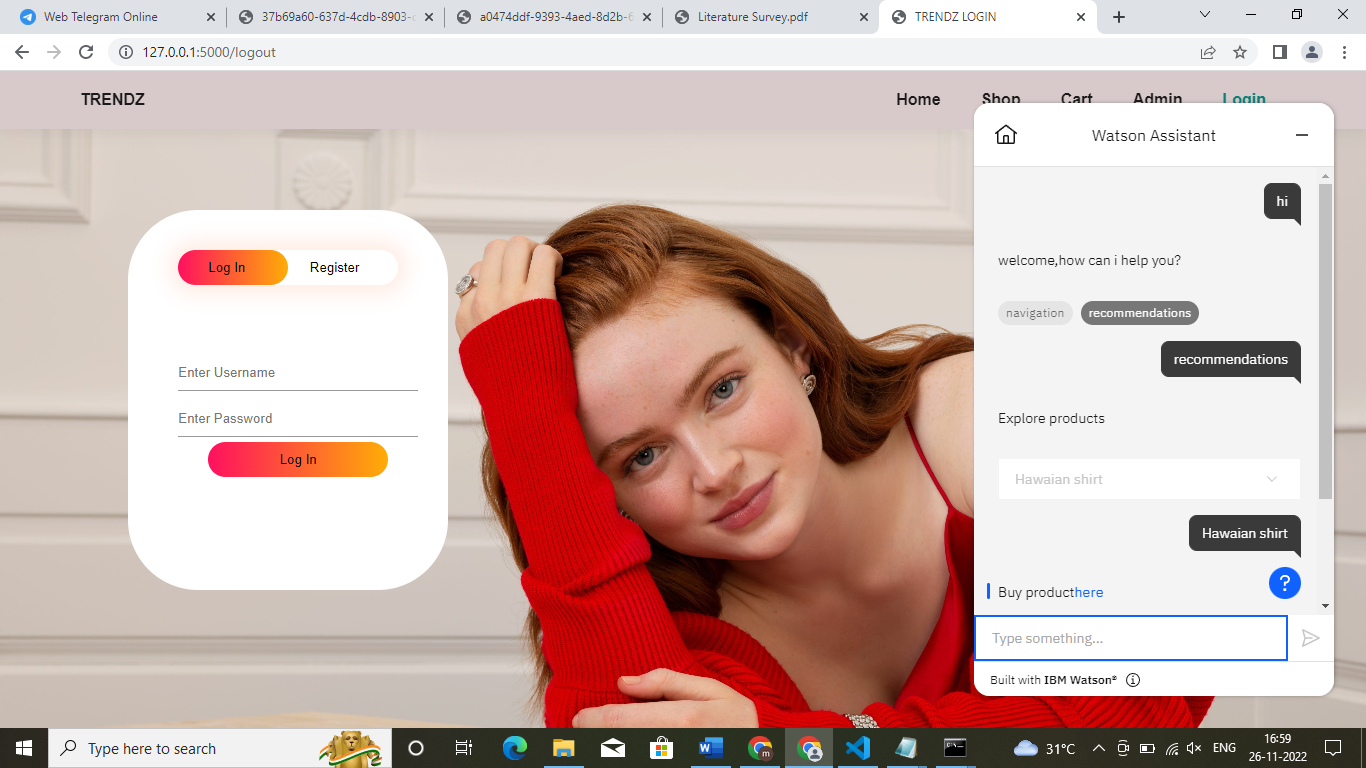 Web Telegram Online
37b69a60-637d-4cdb-8903-
a0474ddf-9393-4aed-8d2b-6
Literature Survey.pdf
TRENDZ LOGIN
127.0.0.1:5000/logout
TRENDZ
Home Shop Cart Admin Login
Log In Register
Enter Username
Enter Password
Log In
Watson Assistant
hi
welcome,how can i help you?
navigation recommendations
recommendations
Explore products
Hawaian shirt
Hawaian shirt
Buy producthere
?
Type something...
Built with IBM Watson®
Type here to search
31°C
ENG
16:59
26-11-2022